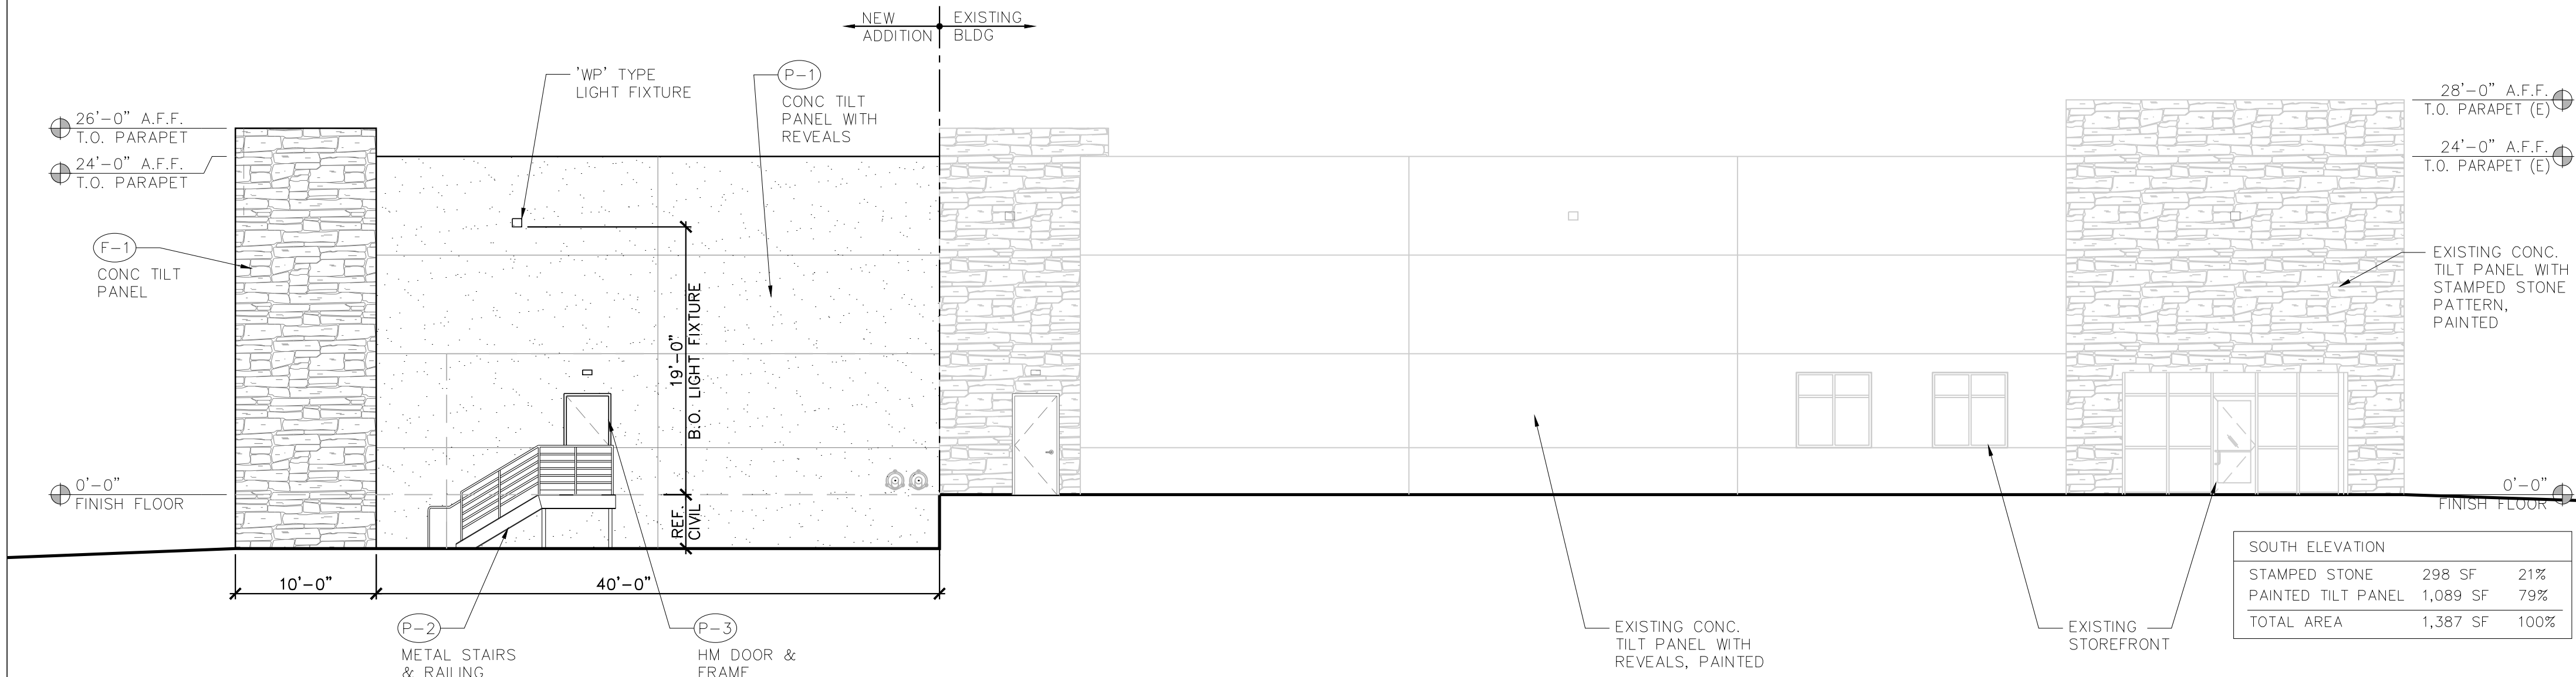 NEW
ADDITION
EXISTING
BLDG
'WP' TYPE
LIGHT FIXTURE
P-1
CONC TILT
PANEL WITH
REVEALS
26'-0" A.F.F.
T.O. PARAPET
24'-0" A.F.F.
T.O. PARAPET
F-1
CONC TILT
PANEL
0'-0"
FINISH FLOOR
19'-0"
B.O. LIGHT FIXTURE
REF.
CIVIL
10'-0"
40'-0"
P-2
METAL STAIRS
& RAILING
P-3
HM DOOR &
FRAME
28'-0" A.F.F.
T.O. PARAPET (E)
24'-0" A.F.F.
T.O. PARAPET (E)
EXISTING CONC.
TILT PANEL WITH
STAMPED STONE
PATTERN,
PAINTED
0'-0"
FINISH FLOOR
EXISTING CONC.
TILT PANEL WITH
REVEALS, PAINTED
EXISTING
STOREFRONT
SOUTH ELEVATION
STAMPED STONE 298 SF 21%
PAINTED TILT PANEL 1,089 SF 79%
TOTAL AREA 1,387 SF 100%